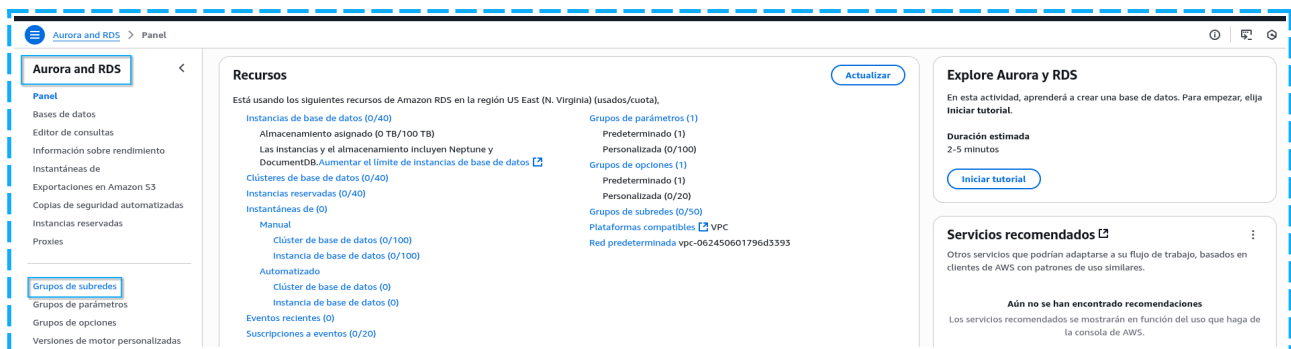 Aurora and RDS > Panel
Aurora and RDS
Panel
Bases de datos
Editor de consultas
Información sobre rendimiento
Instantáneas de
Exportaciones en Amazon S3
Copias de seguridad automatizadas
Instancias reservadas
Proxies
Grupos de subredes
Grupos de parámetros
Grupos de opciones
Versiones de motor personalizadas
Recursos
Actualizar
Está usando los siguientes recursos de Amazon RDS en la región US East (N. Virginia) (usados/cuota),
Instancias de base de datos (0/40)
Almacenamiento asignado (0 TB/100 TB)
Las instancias y el almacenamiento incluyen Neptune y
DocumentDB.Aumentar el límite de instancias de base de datos
Clústeres de base de datos (0/40)
Instancias reservadas (0/40)
Instantáneas de (0)
Manual
Clúster de base de datos (0/100)
Instancia de base de datos (0/100)
Automatizado
Clúster de base de datos (0)
Instancia de base de datos (0)
Eventos recientes (0)
Suscripciones a eventos (0/20)
Grupos de parámetros (1)
Predeterminado (1)
Personalizada (0/100)
Grupos de opciones (1)
Predeterminado (1)
Personalizada (0/20)
Grupos de subredes (0/50)
Plataformas compatibles VPC
Red predeterminada vpc-062450601796d3393
Explore Aurora y RDS
En esta actividad, aprenderá a crear una base de datos. Para empezar, elija
Iniciar tutorial.
Duración estimada
2-5 minutos
Iniciar tutorial
Servicios recomendados
Otros servicios que podrían adaptarse a su flujo de trabajo, basados en
clientes de AWS con patrones de uso similares.
Aún no se han encontrado recomendaciones
Los servicios recomendados se mostrarán en función del uso que haga de
la consola de AWS.